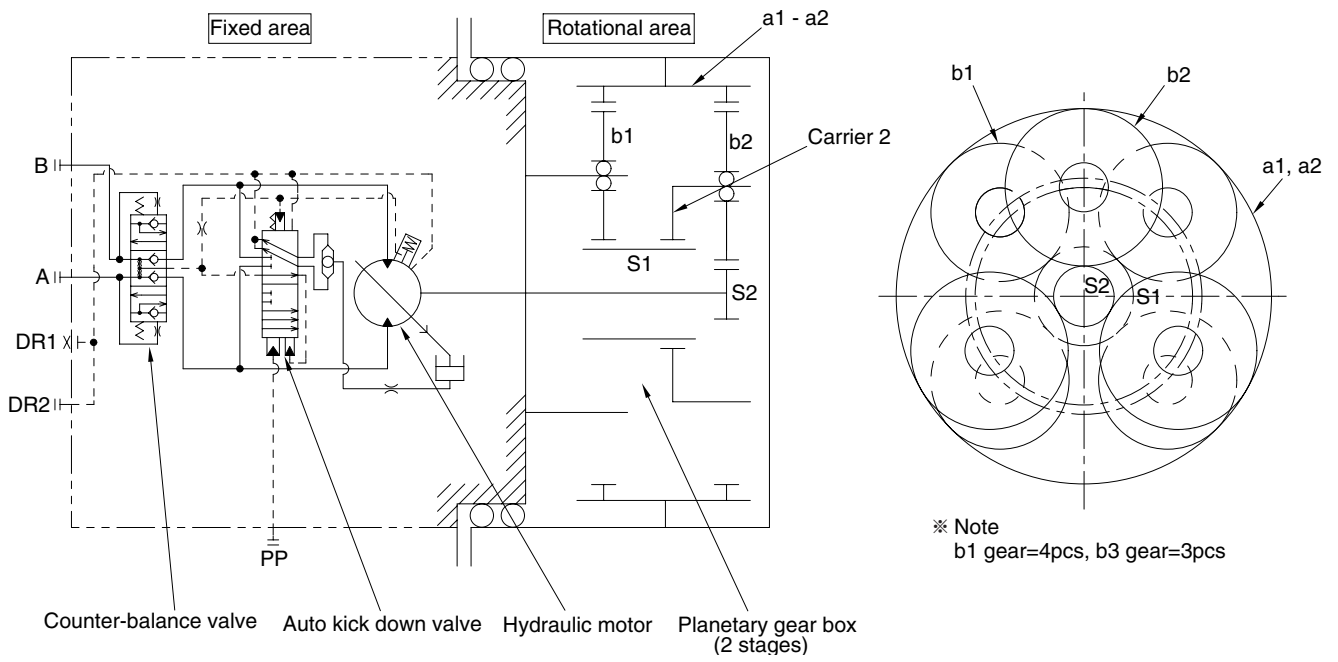 Fixed area
Rotational area
a1 - a2
b1
b2
b1
b2
Carrier 2
B
a1, a2
S1
A
S2
S2
S1
DR1
DR2
※ Note
b1 gear=4pcs, b3 gear=3pcs
PP
Counter-balance valve
Auto kick down valve
Hydraulic motor
Planetary gear box
(2 stages)